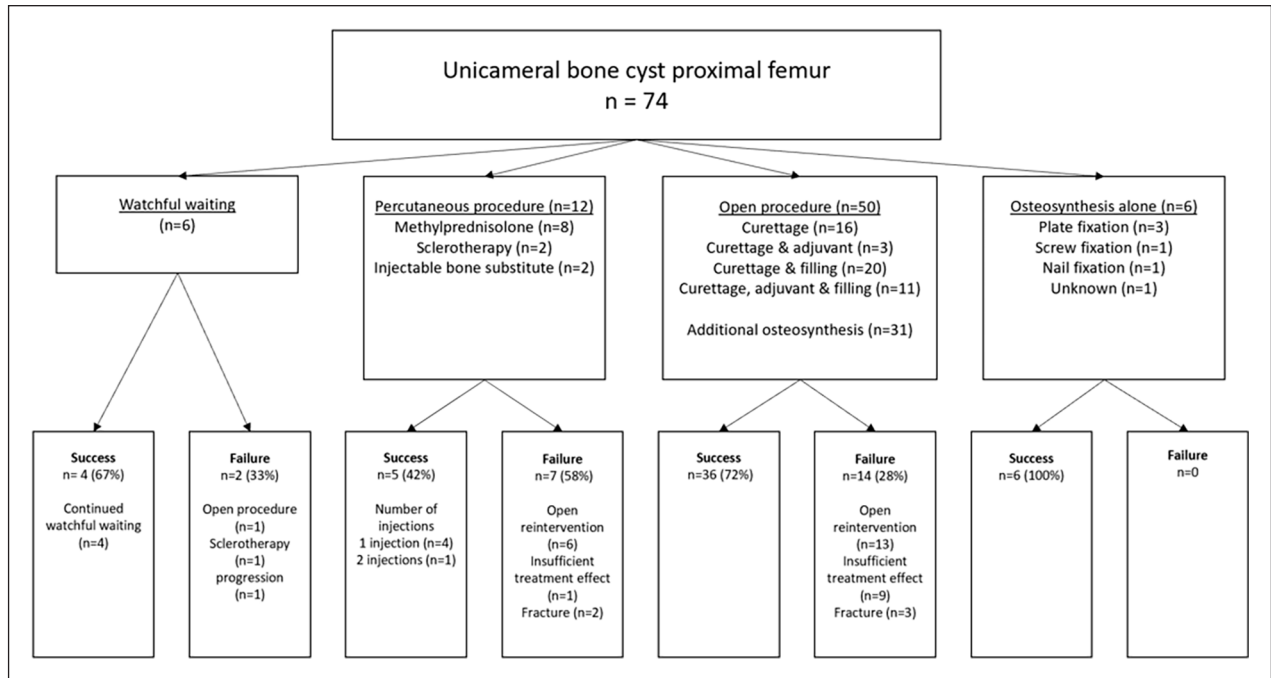 Unicameral bone cyst proximal femur
n = 74
Watchful waiting
(n=6)
Percutaneous procedure (n=12)
Methylprednisolone (n=8)
Sclerotherapy (n=2)
Injectable bone substitute (n=2)
Open procedure (n=50)
Curettage (n=16)
Curettage & adjuvant (n=3)
Curettage & filling (n=20)
Curettage, adjuvant & filling (n=11)
Additional osteosynthesis (n=31)
Osteosynthesis alone (n=6)
Plate fixation (n=3)
Screw fixation (n=1)
Nail fixation (n=1)
Unknown (n=1)
Success
n= 4 (67%)
Continued
watchful waiting
(n=4)
Failure
n=2 (33%)
Open procedure
(n=1)
Sclerotherapy
(n=1)
progression
(n=1)
Success
n=5 (42%)
Number of
injections
1 injection (n=4)
2 injections (n=1)
Failure
n=7 (58%)
Open
reintervention
(n=6)
Insufficient
treatment effect
(n=1)
Fracture (n=2)
Success
n=36 (72%)
Failure
n=14 (28%)
Open
reintervention
(n=13)
Insufficient
treatment effect
(n=9)
Fracture (n=3)
Success
n=6 (100%)
Failure
n=0